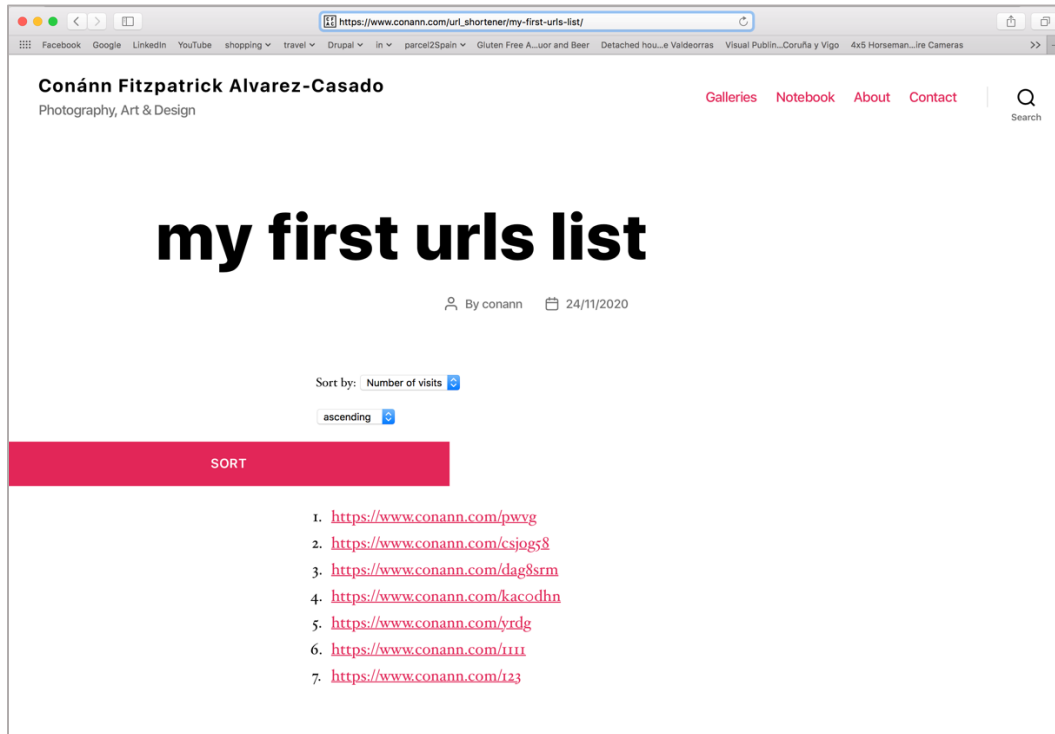 https://www.conann.com/url_shortener/my-first-urls-list/
Facebook Google LinkedIn YouTube shopping travel Drupal in parcel2Spain Gluten Free A...uor and Beer Detached hou...e Valdeorras Visual Publin...Coruña y Vigo 4x5 Horseman...ire Cameras >>
Conánn Fitzpatrick Alvarez-Casado
Photography, Art & Design
Galleries Notebook About Contact
Search
my first urls list
By conann 24/11/2020
Sort by: Number of visits
ascending
SORT
1. https://www.conann.com/pwvg
2. https://www.conann.com/csjog58
3. https://www.conann.com/dag8srm
4. https://www.conann.com/kac0dhn
5. https://www.conann.com/yrdg
6. https://www.conann.com/1111
7. https://www.conann.com/123